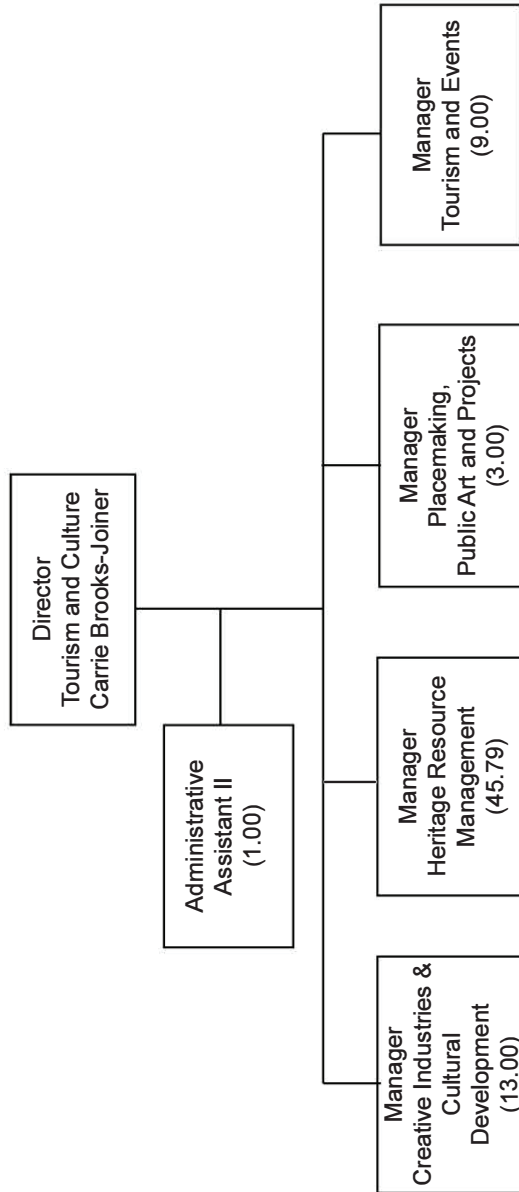 Director
Tourism and Culture
Carrie Brooks-Joiner
Administrative
Assistant II
(1.00)
Manager
Creative Industries &
Cultural
Development
(13.00)
Manager
Heritage Resource
Management
(45.79)
Manager
Placemaking,
Public Art and Projects
(3.00)
Manager
Tourism and Events
(9.00)